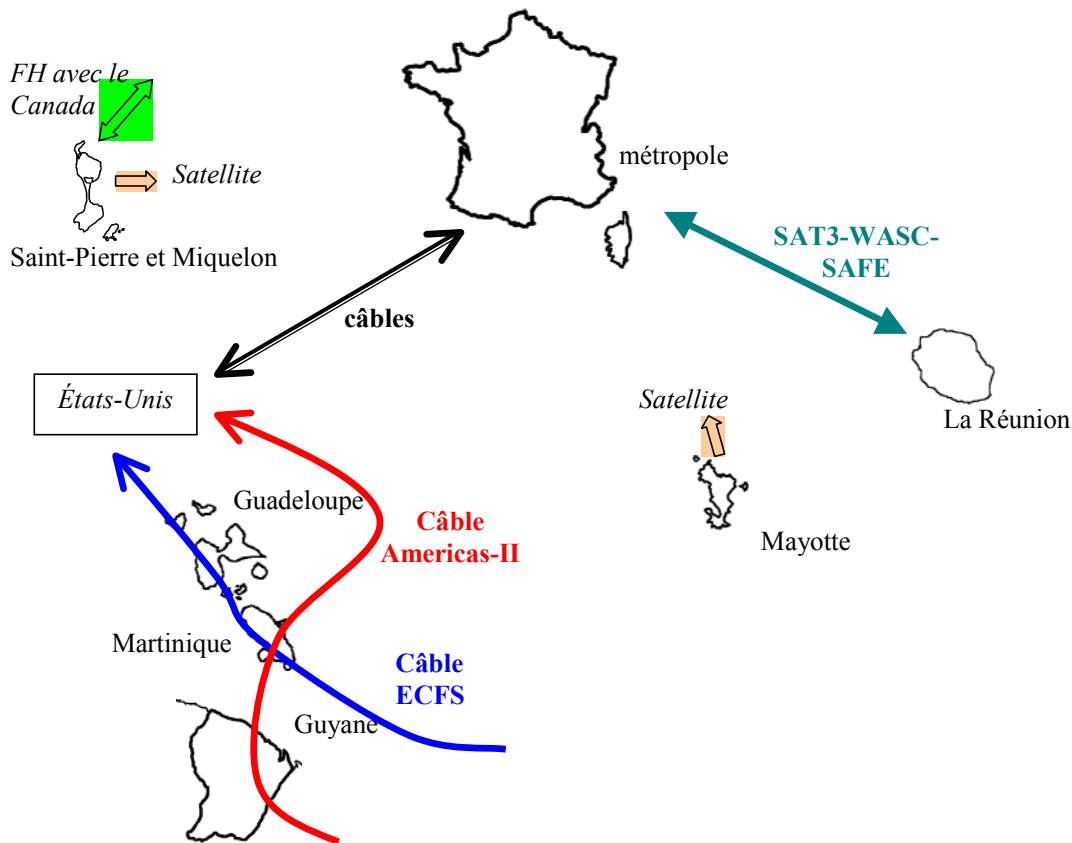 FH avec le
Canada
Satellite
Saint-Pierre et Miquelon
métropole
SAT3-WASC-
SAFE
câbles
États-Unis
Satellite
La Réunion
Mayotte
Guadeloupe
Câble
Americas-II
Martinique
Câble
ECFS
Guyane